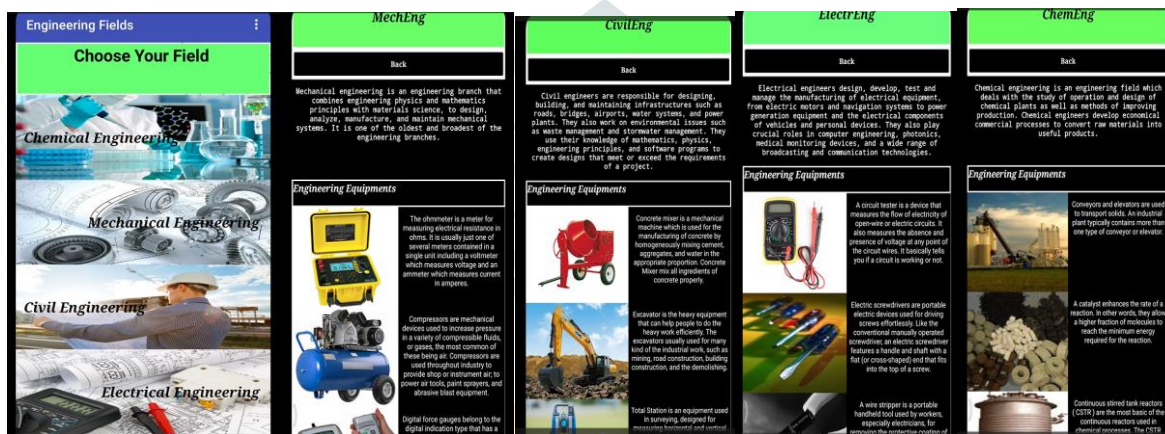 Engineering Fields
Choose Your Field
Chemical Engineering
Mechanical Engineering
Civil Engineering
Electrical Engineering
MechEng
Back
Mechanical engineering is an engineering branch that
combines engineering physics and mathematics
principles with materials science, to design,
analyze, manufacture, and maintain mechanical
systems. It is one of the oldest and broadest of the
engineering branches.
Engineering Equipments
The ohmmeter is a meter for
measuring electrical resistance in
ohms. It is usually just one of
several meters contained in a
single unit including a voltmeter
which measures voltage and an
ammeter which measures current
in amperes.
Compressors are mechanical
devices used to increase pressure
in a variety of compressible fluids,
or gases, the most common of
these being air. Compressors are
used throughout industry to
provide shop or instrument air; to
power air tools, paint sprayers, and
abrasive blast equipment.
Digital force gauges belong to the
digital indication type that has a
CivilEng
Back
Civil engineers are responsible for designing,
building, and maintaining infrastructures such as
roads, bridges, airports, water systems, and power
plants. They also work on environmental issues such
as waste management and stormwater management. They
use their knowledge of mathematics, physics,
engineering principles, and software programs to
create designs that meet or exceed the requirements
of a project.
Engineering Equipments
Concrete mixer is a mechanical
machine which is used for the
manufacturing of concrete by
homogeneously mixing cement,
aggregates, and water in the
appropriate proportion. Concrete
Mixer mix all ingredients of
concrete properly.
Excavator is the heavy equipment
that can help people to do the
heavy work efficiently. The
excavators usually used for many
kind of the industrial work, such as
mining, road construction, building
construction, and the demolishing.
Total Station is an equipment used
in surveying, designed for
measuring horizontal and vertical
ElectrEng
Back
Electrical engineers design, develop, test and
manage the manufacturing of electrical equipment,
from electric motors and navigation systems to power
generation equipment and the electrical components
of vehicles and personal devices. They also play
crucial roles in computer engineering, photonics,
medical monitoring devices, and a wide range of
broadcasting and communication technologies.
Engineering Equipments
A circuit tester is a device that
measures the flow of electricity of
open-wire or electric circuits. It
also measures the absence and
presence of voltage at any point of
the circuit wires. It basically tells
you if a circuit is working or not.
Electric screwdrivers are portable
electric devices used for driving
screws effortlessly. Like the
conventional manually operated
screwdriver, an electric screwdriver
features a handle and shaft with a
flat (or cross-shaped) end that fits
into the top of a screw.
A wire stripper is a portable
handheld tool used by workers,
especially electricians, for
removing the protective coating of
ChemEng
Back
Chemical engineering is an engineering field which
deals with the study of operation and design of
chemical plants as well as methods of improving
production. Chemical engineers develop economical
commercial processes to convert raw materials into
useful products.
Engineering Equipments
Conveyors and elevators are used
to transport solids. An industrial
plant typically contains more than
one type of conveyor or elevator.
A catalyst enhances the rate of a
reaction. In other words, they allow
a higher fraction of molecules to
reach the minimum energy
required for the reaction.
Continuous stirred tank reactors
( CSTR ) are the most basic of the
continuous reactors used in
chemical processes. The CSTR